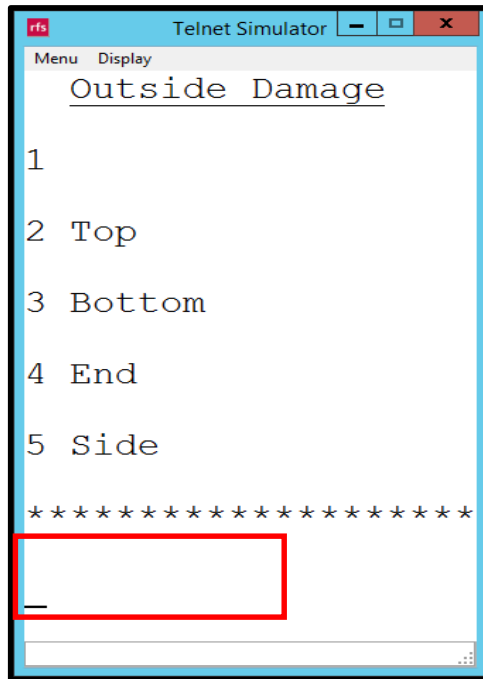 rfs Telnet Simulator
Menu Display
Outside Damage
1
2 Top
3 Bottom
4 End
5 Side
********************
_